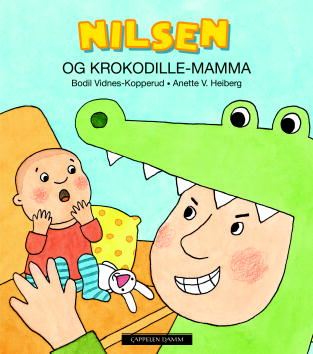 NILSEN
OG KROKODILLE-MAMMA
Bodil Vidnes-Kopperud • Anette V. Heiberg
CAPPELEN DAMM